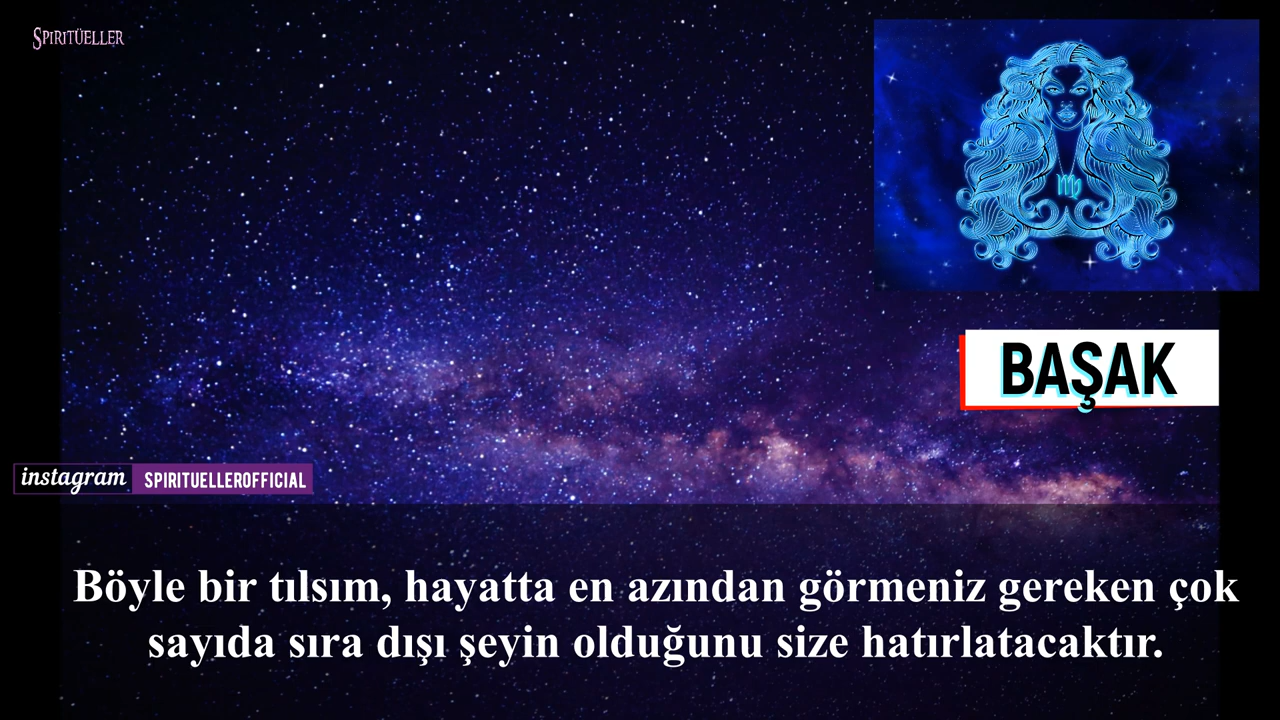 SPIRITÜELLER
BAŞAK
instagram SPIRITUELLEROFFICIAL
Böyle bir tılsım, hayatta en azından görmeniz gereken çok
sayıda sıra dışı şeyin olduğunu size hatırlatacaktır.